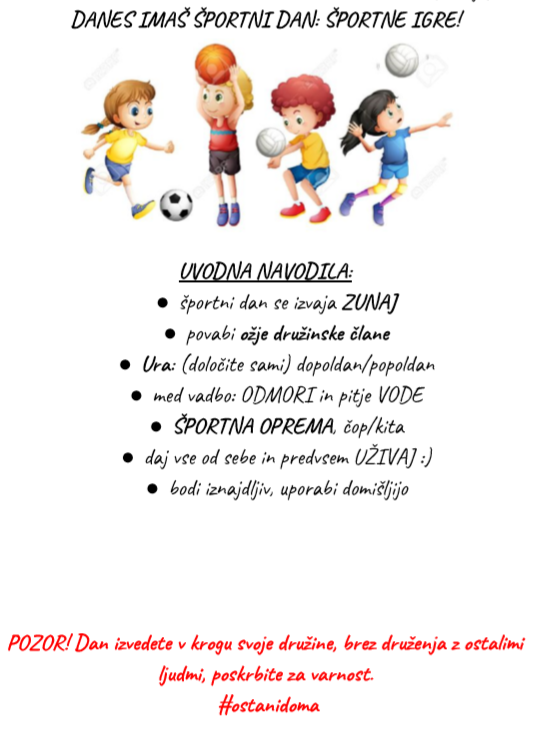 DANES IMAŠ ŠPORTNI DAN: ŠPORTNE IGRE!
UVODNA NAVODILA:
● športni dan se izvaja ZUNAJ
● povabi ožje družinske člane
● Ura: (določite sami) dopoldan/popoldan
● med vadbo: ODMORI in pitje VODE
● ŠPORTNA OPREMA, čop/kita
● daj vse od sebe in predvsem UŽIVAJ :)
● bodi iznajdljiv, uporabi domišljijo
POZOR! Dan izvedete v krogu svoje družine, brez druženja z ostalimi
ljudmi, poskrbite za varnost.
#ostanidoma